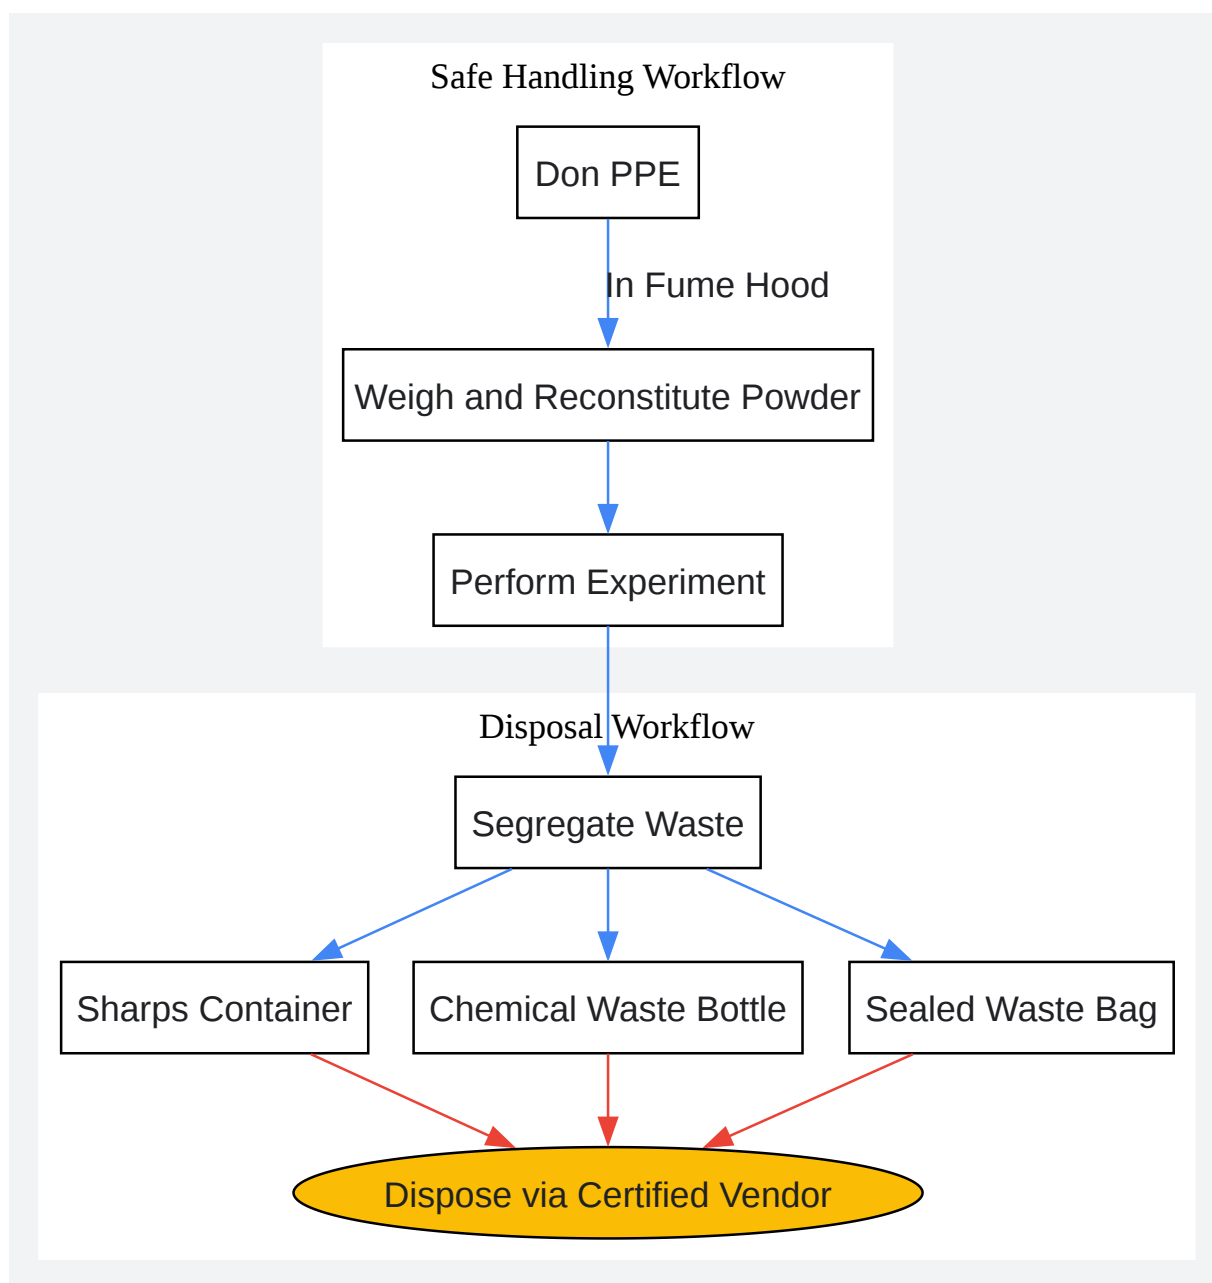 Safe Handling Workflow
Don PPE
In Fume Hood
Weigh and Reconstitute Powder
Perform Experiment
Disposal Workflow
Segregate Waste
Sharps Container
Chemical Waste Bottle
Sealed Waste Bag
Dispose via Certified Vendor